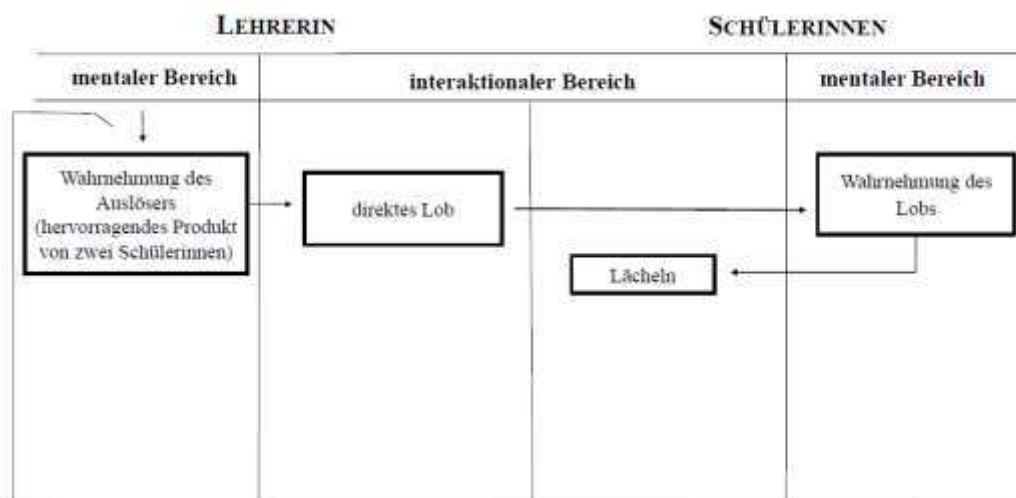 LEHRERIN
SCHÜLERINNEN
mentaler Bereich
interaktionaler Bereich
mentaler Bereich
Wahrnehmung des
Auslösers
(hervorragendes Produkt
von zwei Schülerinnen)
direktes Lob
Wahrnehmung des
Lobs
Lächeln